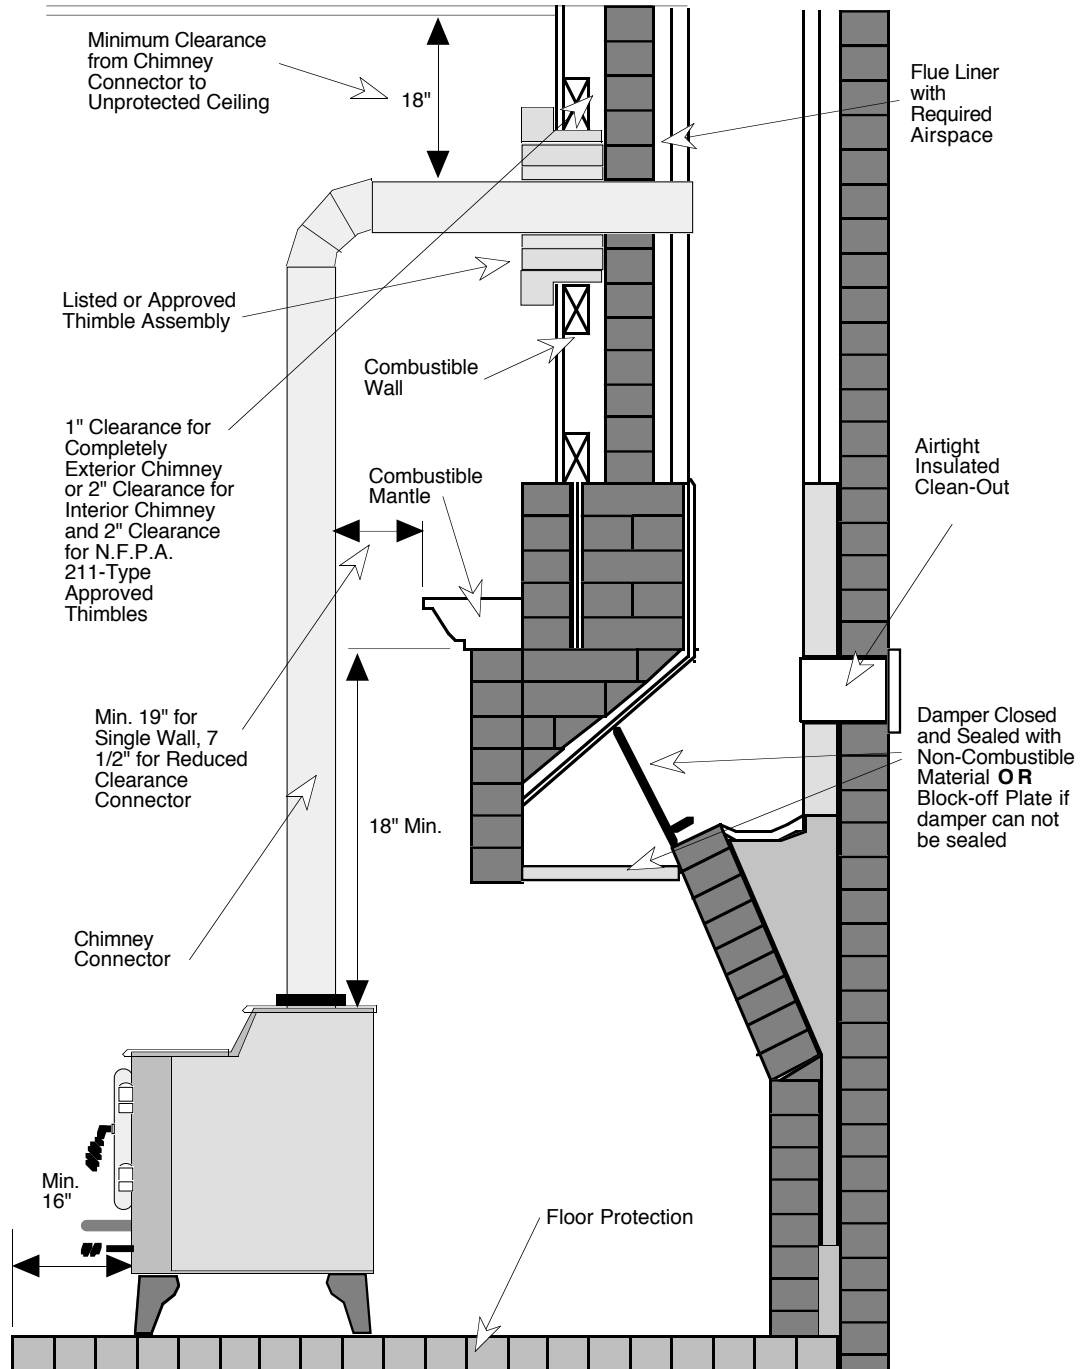 Minimum Clearance
from Chimney
Connector to
Unprotected Ceiling
18"
Flue Liner
with
Required
Airspace
Listed or Approved
Thimble Assembly
Combustible
Wall
1" Clearance for
Completely
Exterior Chimney
or 2" Clearance for
Interior Chimney
and 2" Clearance
for N.F.P.A.
211-Type
Approved
Thimbles
Combustible
Mantle
Airtight
Insulated
Clean-Out
Min. 19" for
Single Wall, 7
1/2" for Reduced
Clearance
Connector
18" Min.
Damper Closed
and Sealed with
Non-Combustible
Material OR
Block-off Plate if
damper can not
be sealed
Chimney
Connector
Min.
16"
Floor Protection